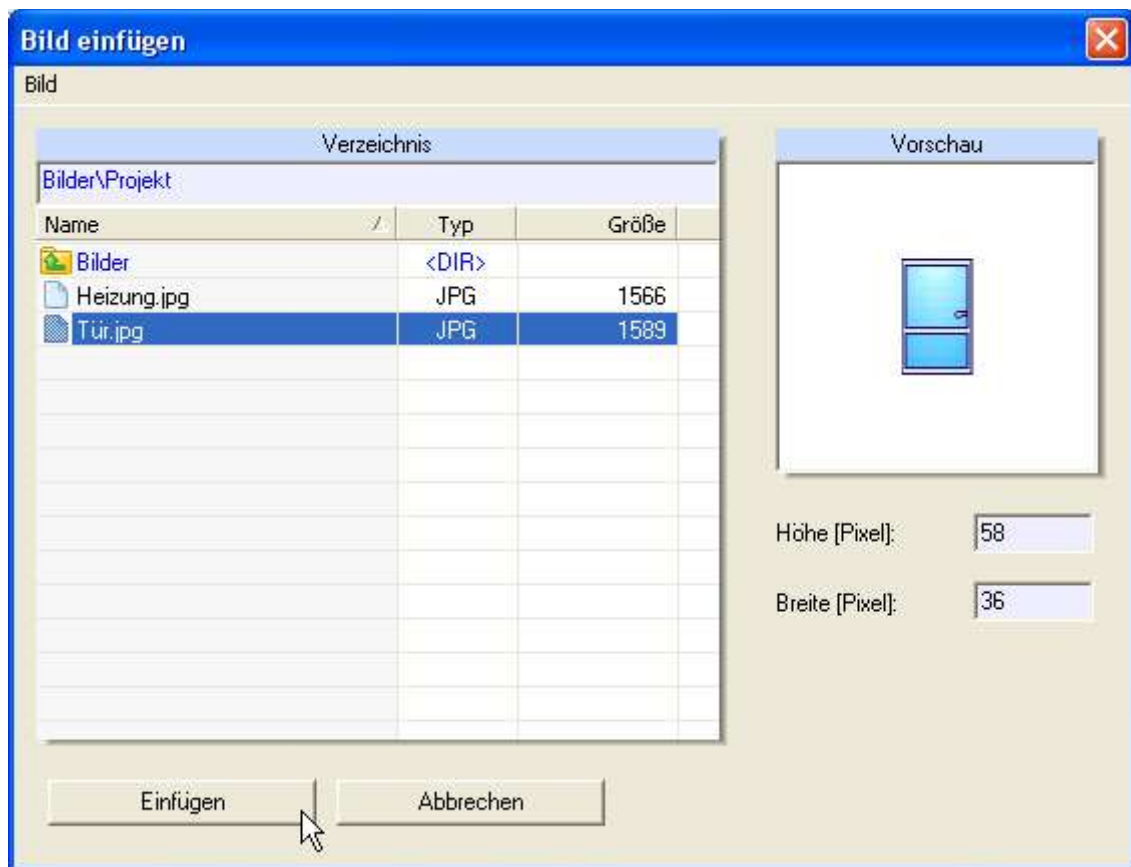 Bild einfügen
Bild
Verzeichnis
Bilder\Projekt
Name Typ Größe
Bilder <DIR>
Heizung.jpg JPG 1566
Tür.jpg JPG 1589
Vorschau
Höhe [Pixel]: 58
Breite [Pixel]: 36
Einfügen Abbrechen